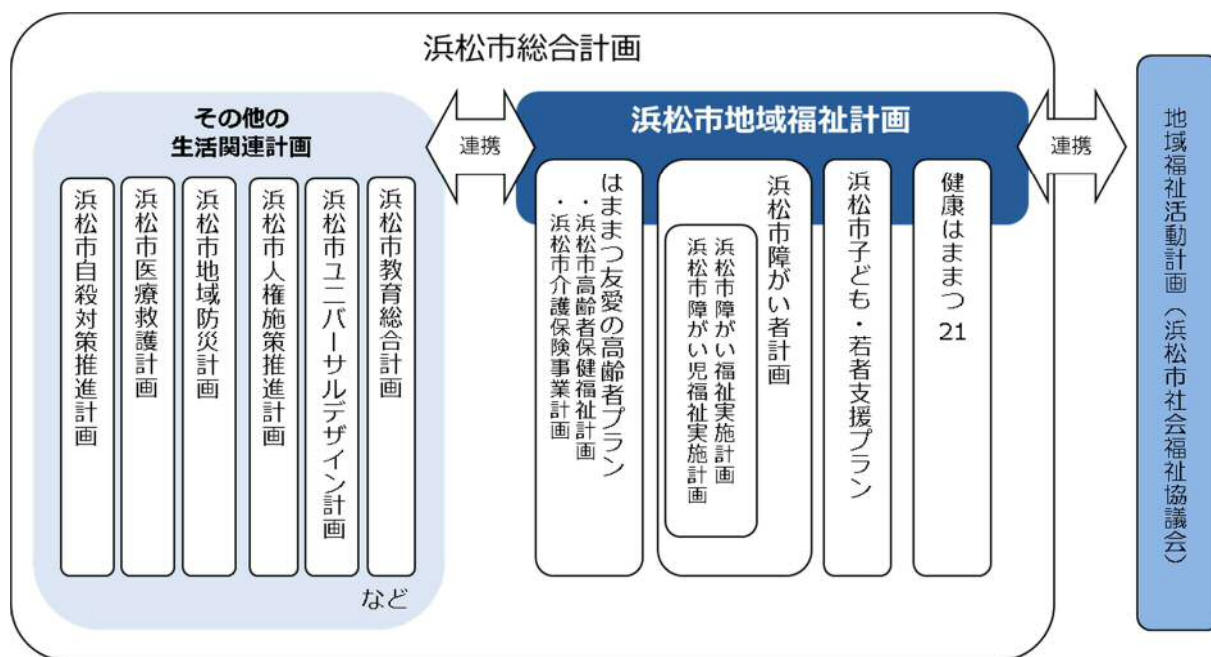 浜松市総合計画
その他の
生活関連計画
浜松市自殺対策推進計画
浜松市医療救護計画
浜松市地域防災計画
浜松市人権施策推進計画
浜松市ユニバーサルデザイン計画
浜松市教育総合計画
など
連携
浜松市地域福祉計画
はままつ友愛の高齢者プラン
・浜松市高齢者保健福祉計画
・浜松市介護保険事業計画
浜松市障がい者計画
浜松市障がい福祉実施計画
浜松市障がい児福祉実施計画
浜松市子ども・若者支援プラン
健康はままつ21
連携
地域福祉活動計画（浜松市社会福祉協議会）